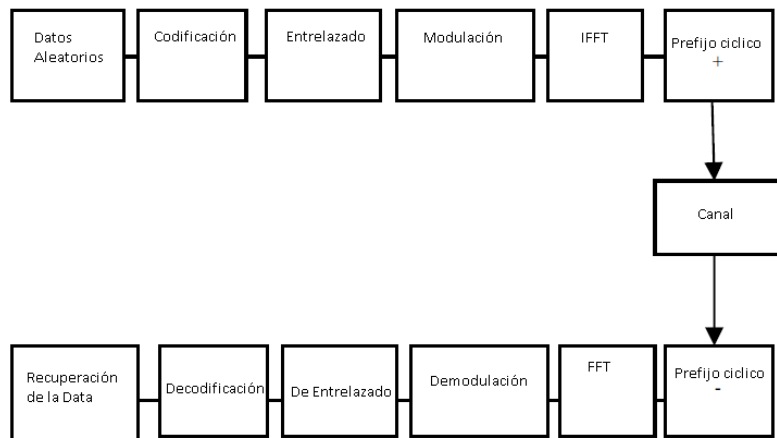 Datos
Aleatorios
Codificación
Entrelazado
Modulación
IFFT
Prefijo ciclico
+
Canal
Recuperación
de la Data
Decodificación
De Entrelazado
Demodulación
FFT
Prefijo ciclico
-